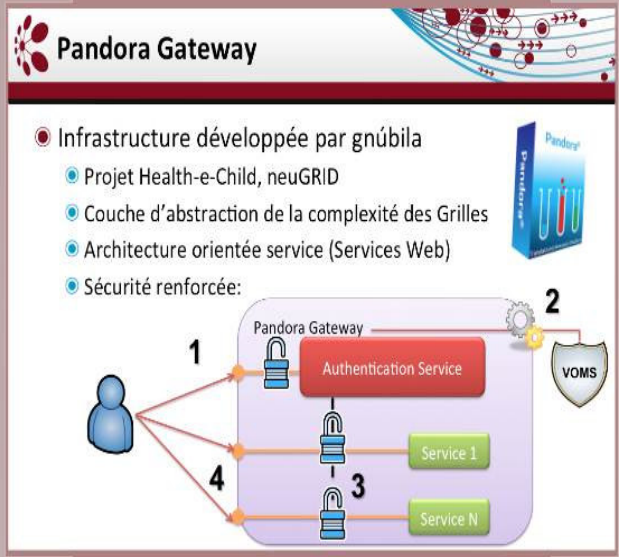 Pandora Gateway
Infrastructure développée par gnúbila
Projet Health-e-Child, neuGRID
Couche d'abstraction de la complexité des Grilles
Architecture orientée service (Services Web)
Sécurité renforcée:
Pandora
Pandora
2
Pandora Gateway
1
Authentication Service
VOMS
Service 1
4
3
Service N